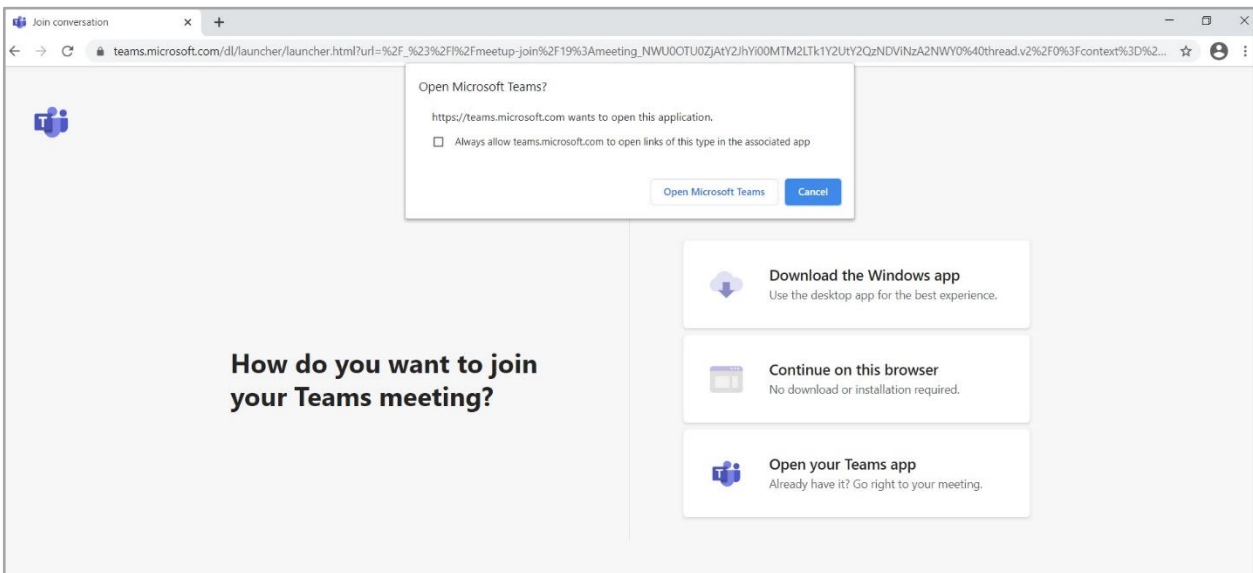 Join conversation
teams.microsoft.com/dl/launcher/launcher.html?url=%2F_%23%2Fl%2Fmeetup-join%2F19%3Ameeting_NWU0OTU0ZjAtY2JhYi00MTM2LTk1Y2UtY2QzNDViNzA2NWY0%40thread.v2%2F0%3Fcontext%3D%2...
Open Microsoft Teams?
https://teams.microsoft.com wants to open this application.
Always allow teams.microsoft.com to open links of this type in the associated app
Open Microsoft Teams
Cancel
How do you want to join
your Teams meeting?
Download the Windows app
Use the desktop app for the best experience.
Continue on this browser
No download or installation required.
Open your Teams app
Already have it? Go right to your meeting.